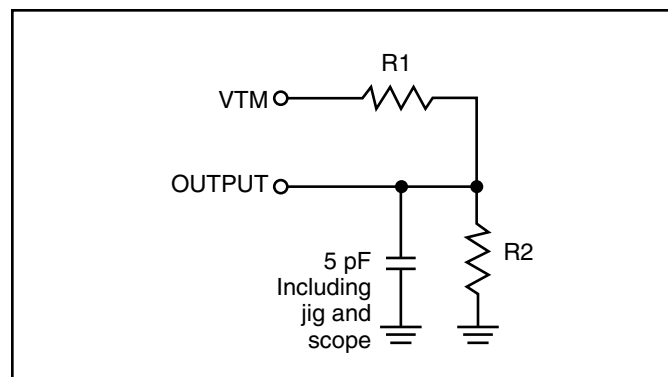 R1
VTM
OUTPUT
R2
5 pF
Including
jig and
scope